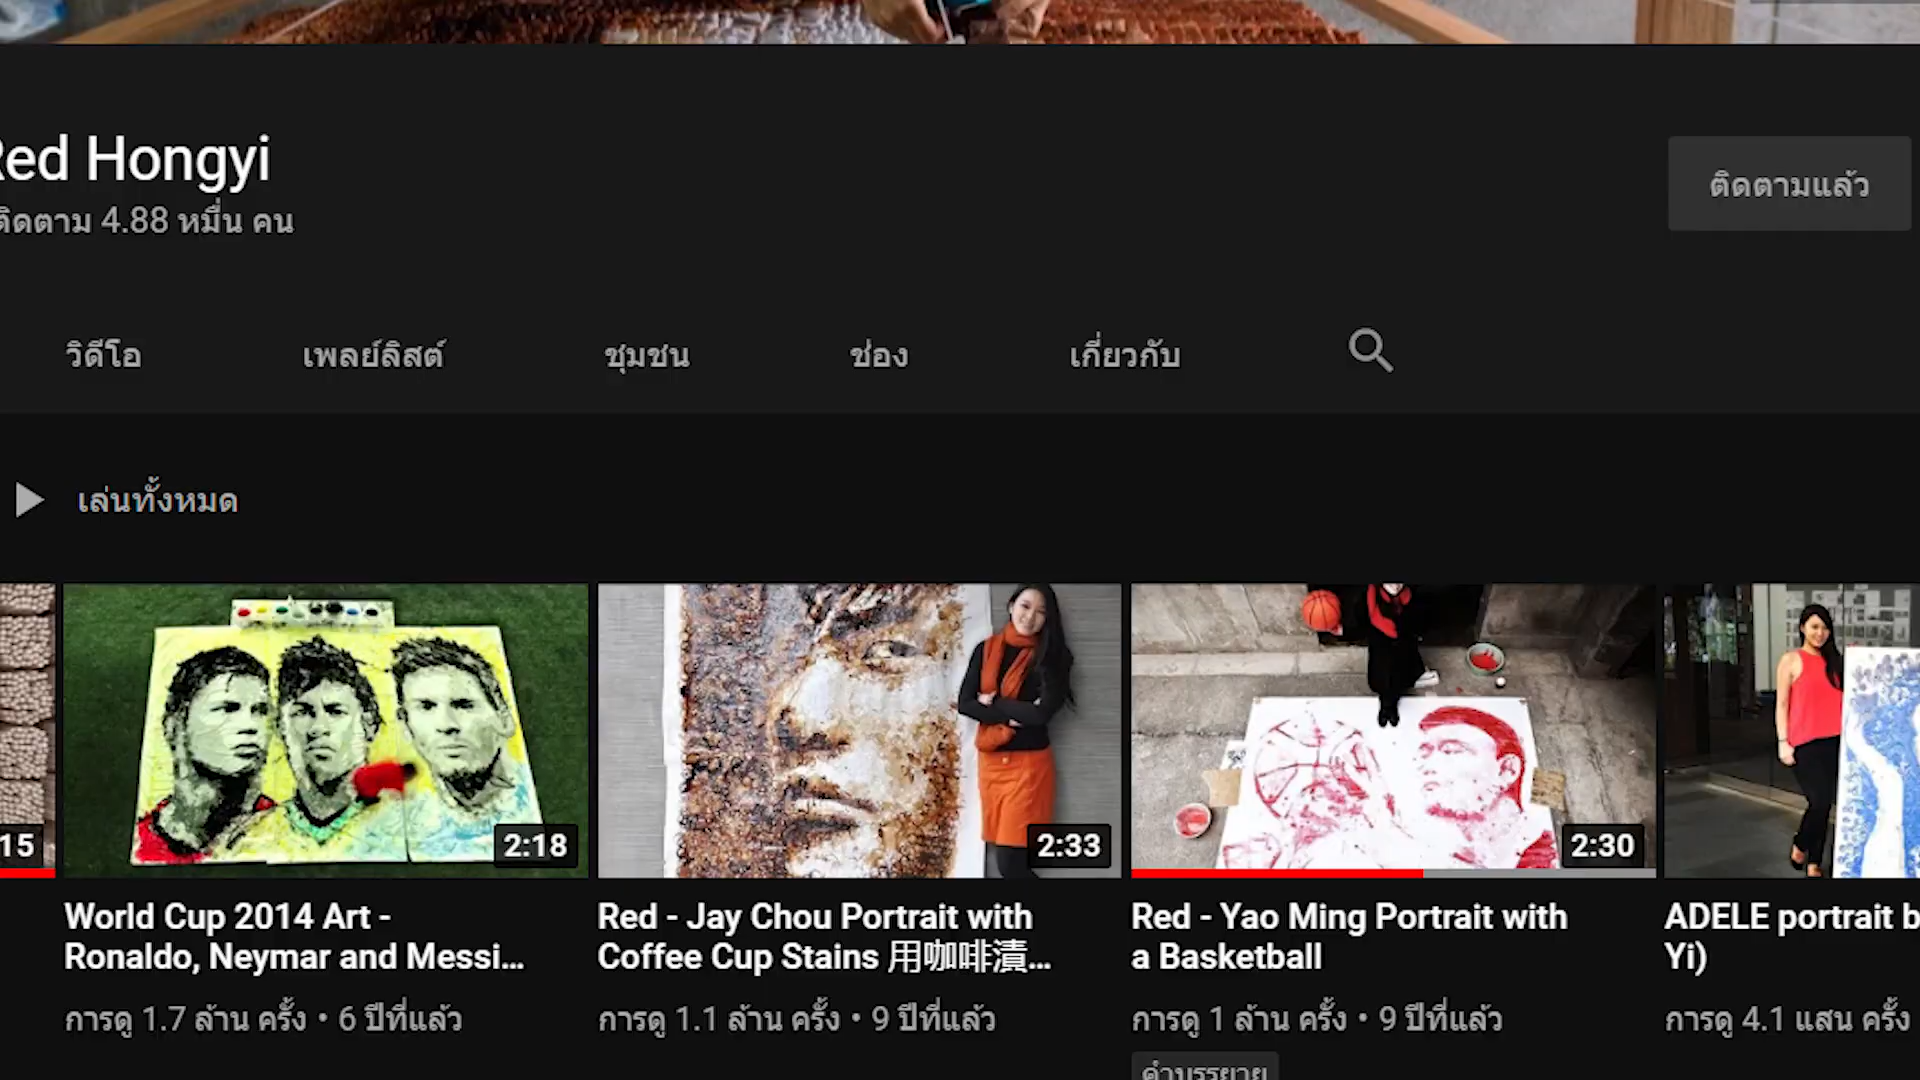 Red Hongyi
ติดตาม 4.88 หมื่น คน
ติดตามแล้ว
วิดีโอ เพลย์ลิสต์ ชุมชน ช่อง เกี่ยวกับ
เล่นทั้งหมด
15
2:18
2:33
2:30
World Cup 2014 Art -
Ronaldo, Neymar and Messi...
การดู 1.7 ล้าน ครั้ง • 6 ปีที่แล้ว
Red - Jay Chou Portrait with
Coffee Cup Stains 用咖啡漬...
การดู 1.1 ล้าน ครั้ง • 9 ปีที่แล้ว
Red - Yao Ming Portrait with
a Basketball
การดู 1 ล้าน ครั้ง • 9 ปีที่แล้ว
คำบรรยาย
ADELE portrait b
Yi)
การดู 4.1 แสน ครั้ง